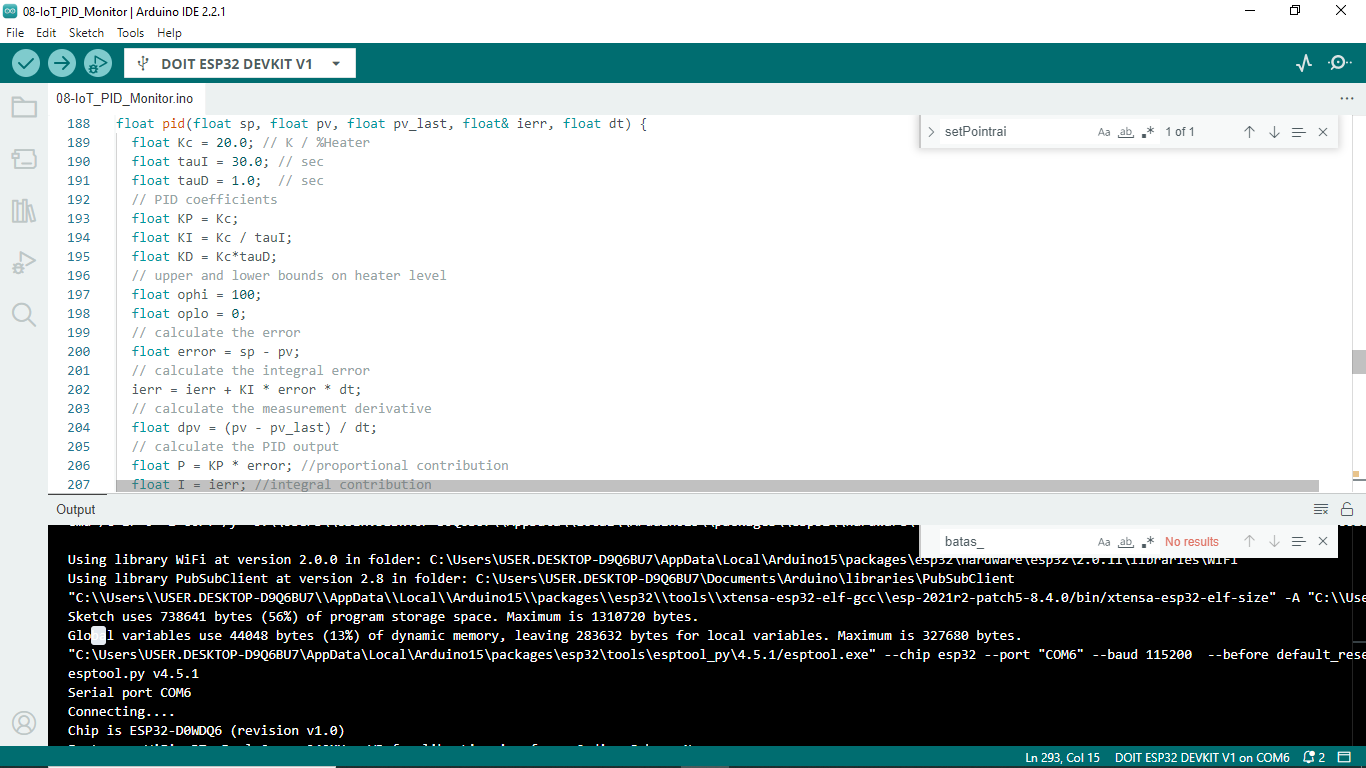 08-IoT_PID_Monitor | Arduino IDE 2.2.1
File Edit Sketch Tools Help
DOIT ESP32 DEVKIT V1
08-IoT_PID_Monitor.ino
setPointrai Aa ab .* 1 of 1
188 float pid(float sp, float pv, float pv_last, float& ierr, float dt) {
189 float Kc = 20.0; // K / %Heater
190 float tauI = 30.0; // sec
191 float tauD = 1.0;  // sec
192 // PID coefficients
193 float KP = Kc;
194 float KI = Kc / tauI;
195 float KD = Kc*tauD;
196 // upper and lower bounds on heater level
197 float ophi = 100;
198 float oplo = 0;
199 // calculate the error
200 float error = sp - pv;
201 // calculate the integral error
202 ierr = ierr + KI * error * dt;
203 // calculate the measurement derivative
204 float dpv = (pv - pv_last) / dt;
205 // calculate the PID output
206 float P = KP * error; //proportional contribution
207 float I = ierr; //integral contribution
Output
batas_ Aa ab .* No results
Using library WiFi at version 2.0.0 in folder: C:\Users\USER.DESKTOP-D9Q6BU7\AppData\Local\Arduino15\packages\esp32\hardware\esp32\2.0.11\libraries\WiFi
Using library PubSubClient at version 2.8 in folder: C:\Users\USER.DESKTOP-D9Q6BU7\Documents\Arduino\libraries\PubSubClient
"C:\\Users\\USER.DESKTOP-D9Q6BU7\\AppData\\Local\\Arduino15\\packages\\esp32\\tools\\xtensa-esp32-elf-gcc\\esp-2021r2-patch5-8.4.0/bin/xtensa-esp32-elf-size" -A "C:\\Use
Sketch uses 738641 bytes (56%) of program storage space. Maximum is 1310720 bytes.
Global variables use 44048 bytes (13%) of dynamic memory, leaving 283632 bytes for local variables. Maximum is 327680 bytes.
"C:\Users\USER.DESKTOP-D9Q6BU7\AppData\Local\Arduino15\packages\esp32\tools\esptool_py\4.5.1/esptool.exe" --chip esp32 --port "COM6" --baud 115200  --before default_rese
esptool.py v4.5.1
Serial port COM6
Connecting....
Chip is ESP32-D0WDQ6 (revision v1.0)
Ln 293, Col 15 DOIT ESP32 DEVKIT V1 on COM6 2